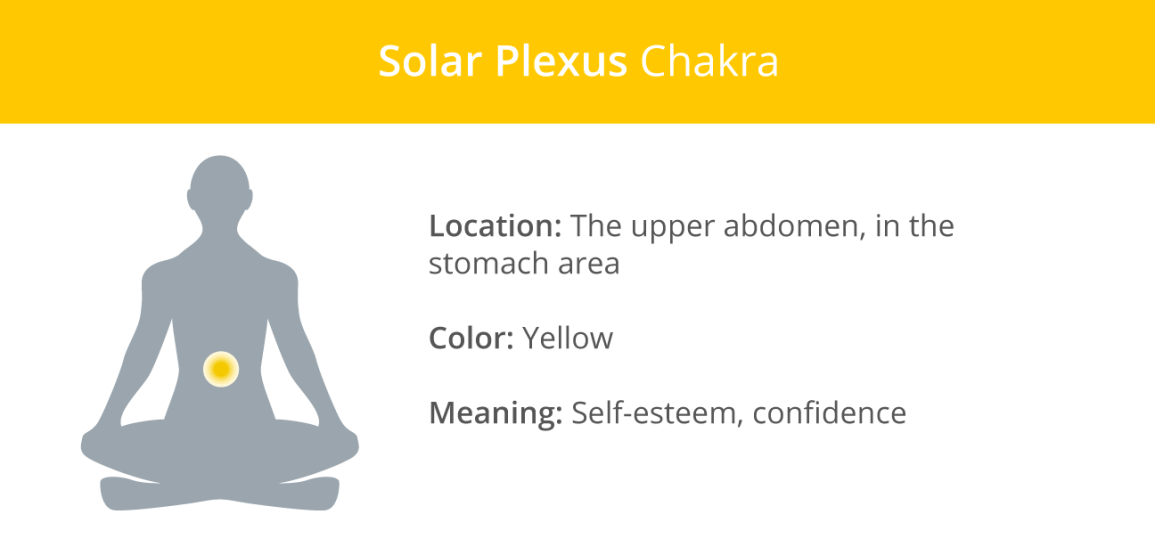 Solar Plexus Chakra
Location: The upper abdomen, in the
stomach area
Color: Yellow
Meaning: Self-esteem, confidence